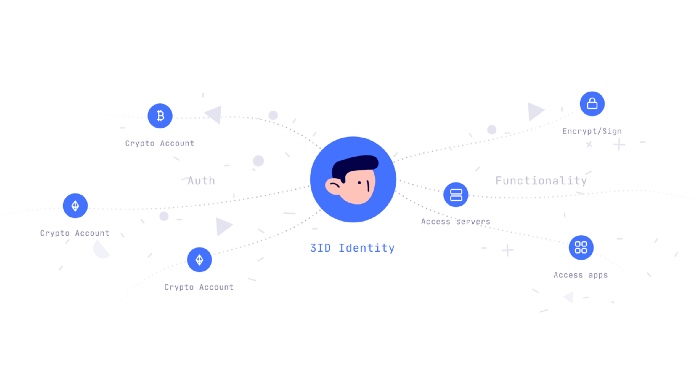 Encrypt/Sign
Crypto Account
Auth
Functionality
Access servers
Crypto Account
3ID Identity
Access apps
Crypto Account